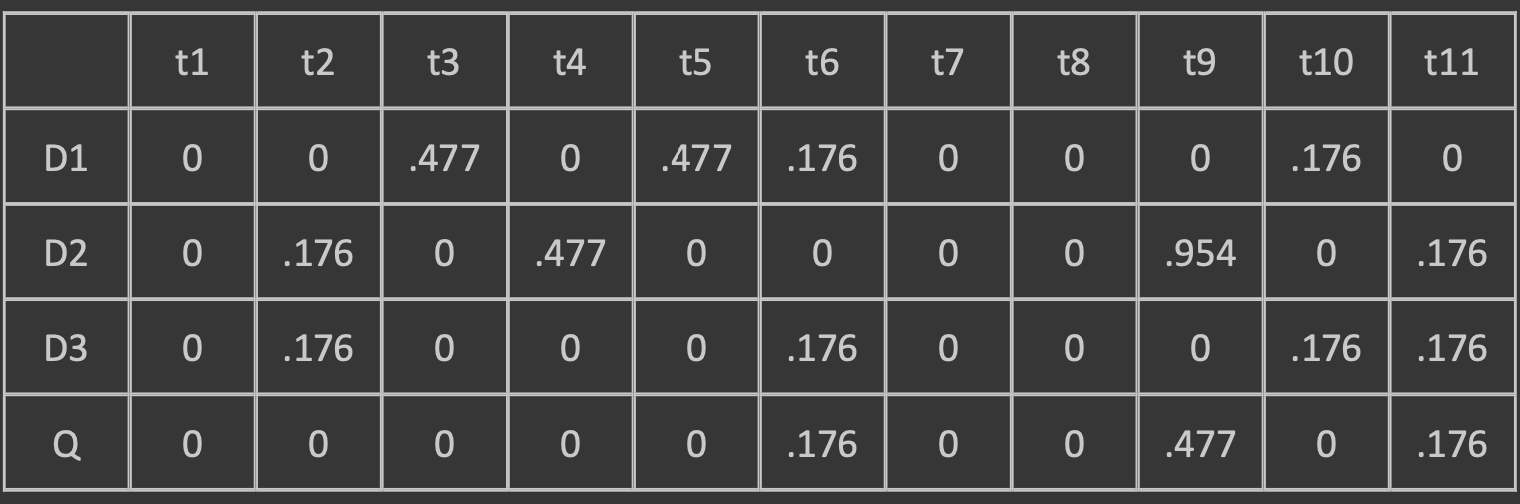 t1 t2 t3 t4 t5 t6 t7 t8 t9 t10 t11
D1 0 0 .477 0 .477 .176 0 0 0 .176 0
D2 0 .176 0 .477 0 0 0 0 .954 0 .176
D3 0 .176 0 0 0 .176 0 0 0 .176 .176
Q 0 0 0 0 0 .176 0 0 .477 0 .176